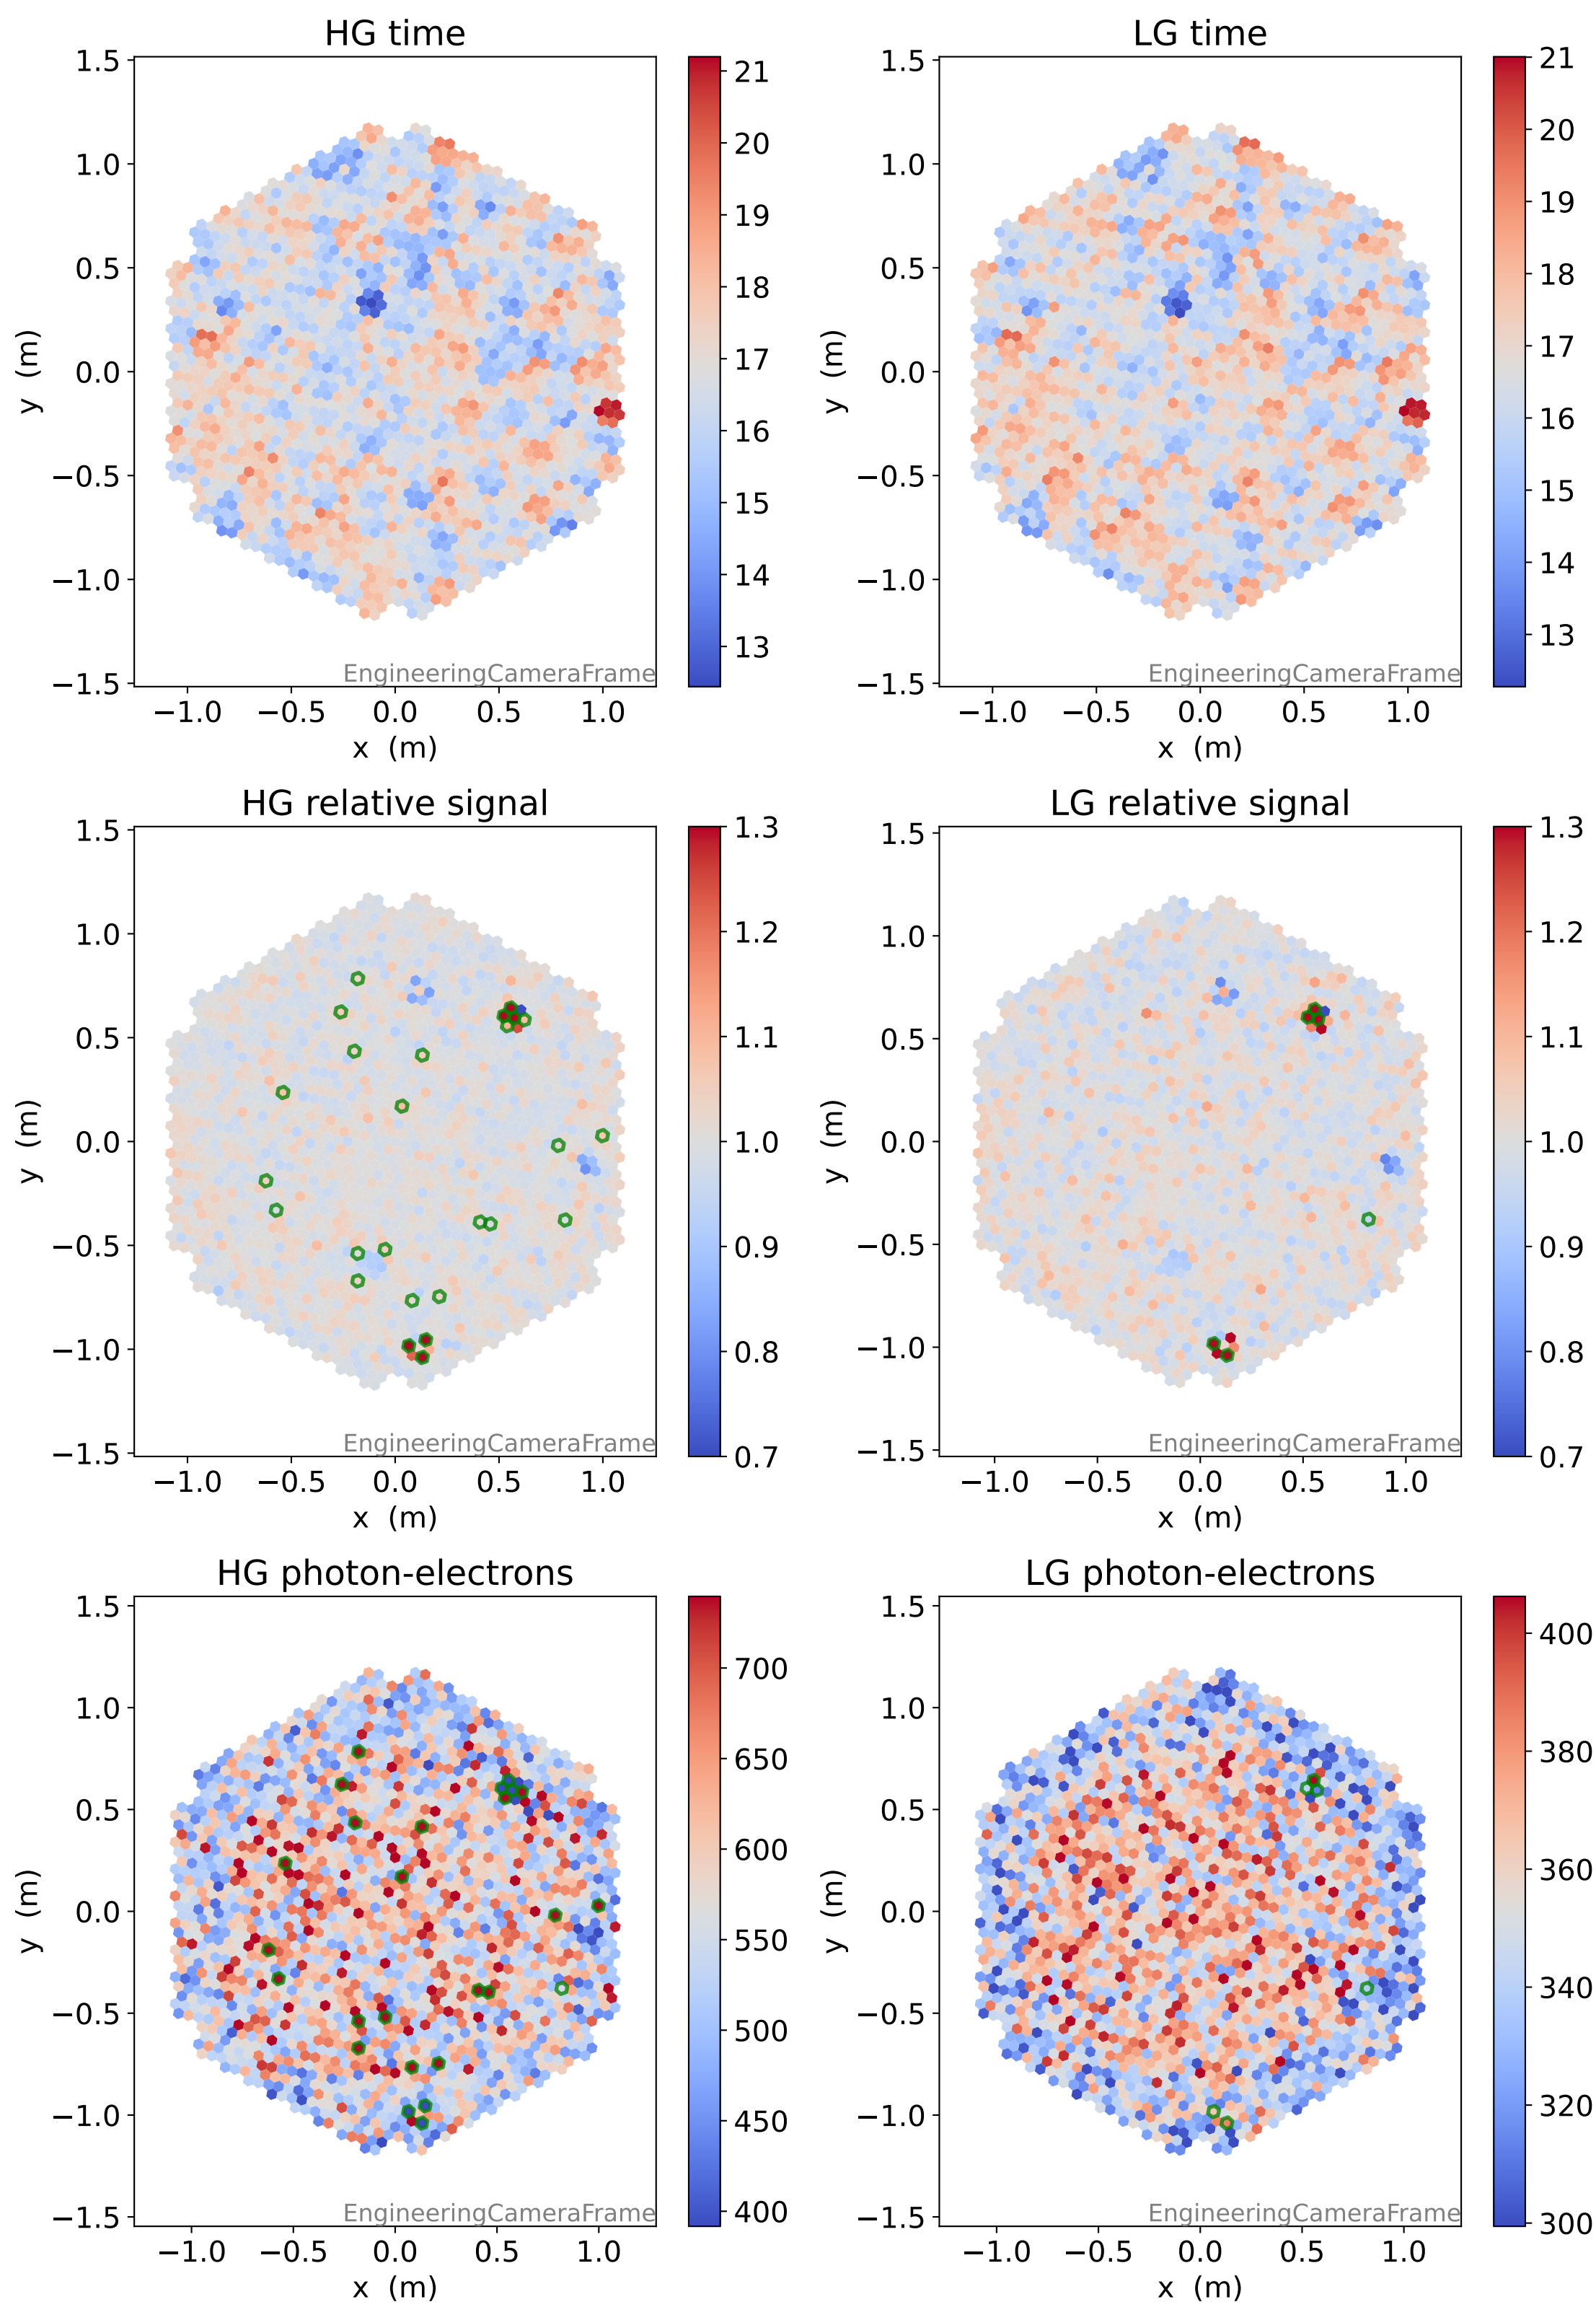 HG time
LG time
1.5
1.0
0.5
0.0
−0.5
−1.0
−1.5
y (m)
−1.0 −0.5 0.0 0.5 1.0
x (m)
EngineeringCameraFrame
21
20
19
18
17
16
15
14
13
1.5
1.0
0.5
0.0
−0.5
−1.0
−1.5
y (m)
−1.0 −0.5 0.0 0.5 1.0
x (m)
EngineeringCameraFrame
21
20
19
18
17
16
15
14
13
HG relative signal
LG relative signal
1.5
1.0
0.5
0.0
−0.5
−1.0
−1.5
y (m)
−1.0 −0.5 0.0 0.5 1.0
x (m)
EngineeringCameraFrame
1.3
1.2
1.1
1.0
0.9
0.8
0.7
1.5
1.0
0.5
0.0
−0.5
−1.0
−1.5
y (m)
−1.0 −0.5 0.0 0.5 1.0
x (m)
EngineeringCameraFrame
1.3
1.2
1.1
1.0
0.9
0.8
0.7
HG photon-electrons
LG photon-electrons
1.5
1.0
0.5
0.0
−0.5
−1.0
−1.5
y (m)
−1.0 −0.5 0.0 0.5 1.0
x (m)
EngineeringCameraFrame
700
650
600
550
500
450
400
1.5
1.0
0.5
0.0
−0.5
−1.0
−1.5
y (m)
−1.0 −0.5 0.0 0.5 1.0
x (m)
EngineeringCameraFrame
400
380
360
340
320
300